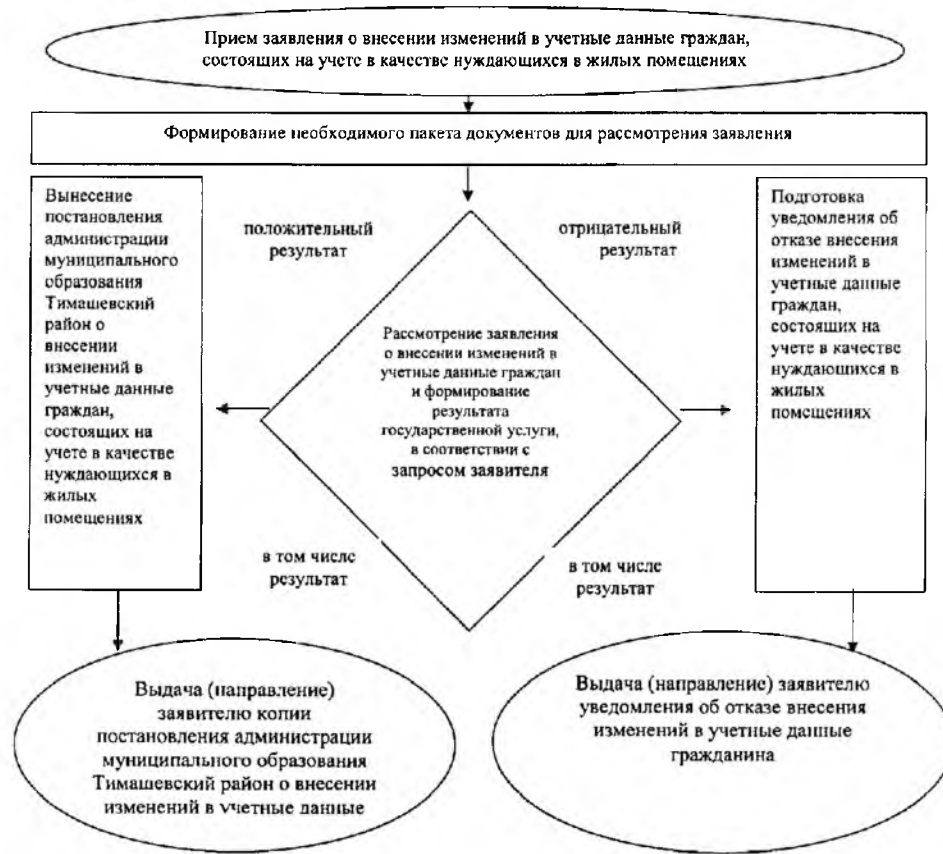 Прием заявления о внесении изменений в учетные данные граждан,
состоящих на учете в качестве нуждающихся в жилых помещениях
Формирование необходимого пакета документов для рассмотрения заявления
Вынесение
постановления
администрации
муниципального
образования
Тимашевский
район о
внесении
изменений в
учетные данные
граждан,
состоящих на
учете в качестве
нуждающихся в
жилых
помещениях
положительный
результат
отрицательный
результат
Рассмотрение заявления
о внесении изменений в
учетные данные граждан
и формирование
результата
государственной услуги,
в соответствии с
запросом заявителя
Подготовка
уведомления об
отказе внесения
изменений в
учетные данные
граждан,
состоящих на
учете в качестве
нуждающихся в
жилых
помещениях
в том числе
результат
в том числе
результат
Выдача (направление)
заявителю копии
постановления администрации
муниципального образования
Тимашевский район о внесении
изменений в учетные данные
Выдача (направление) заявителю
уведомления об отказе внесения
изменений в учетные данные
гражданина